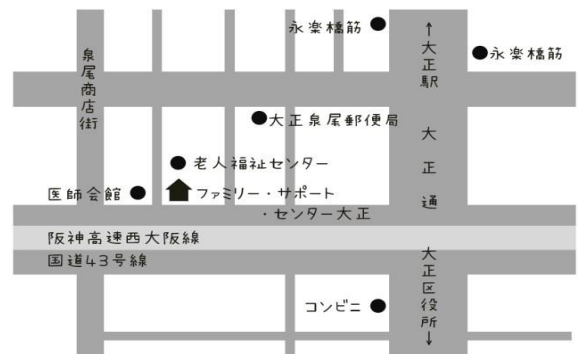 永楽橋筋
↑大正駅
永楽橋筋
泉尾商店街
大正泉尾郵便局
大正通
老人福祉センター
医師会館
ファミリー・サポート
・センター大正
阪神高速西大阪線
国道43号線
大正区役所↓
コンビニ